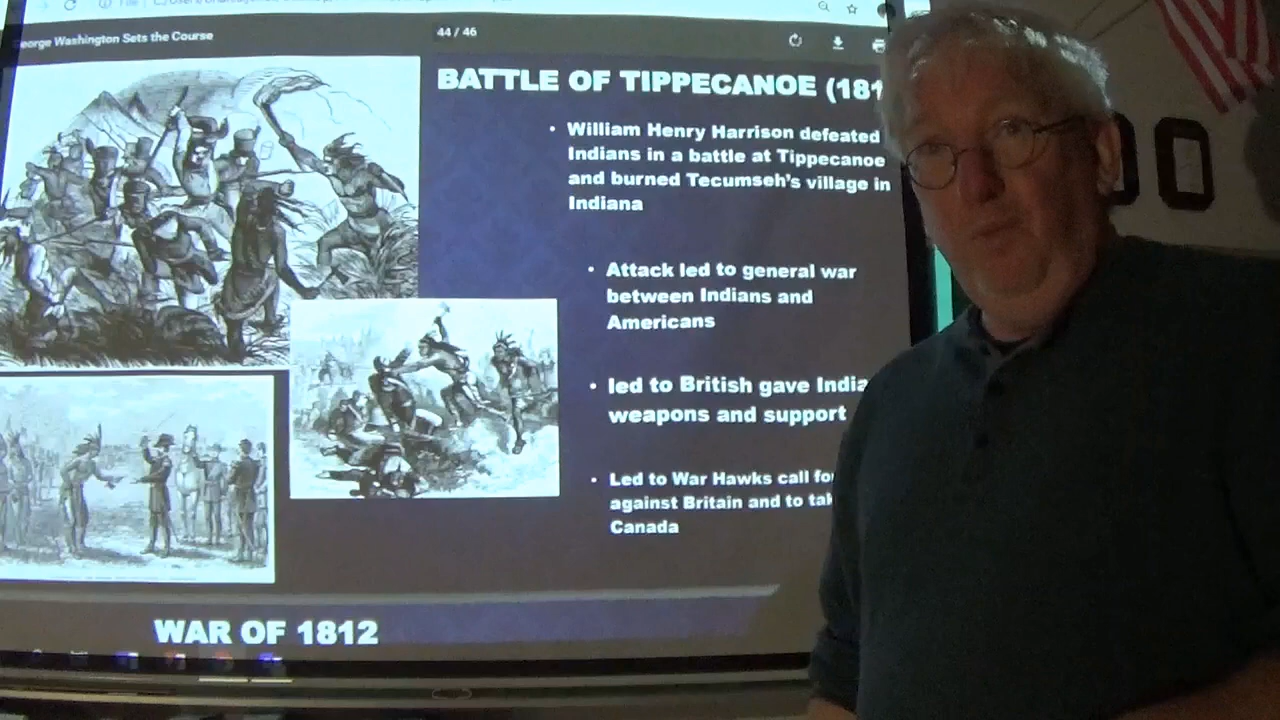 eorge Washington Sets the Course
44 / 46
BATTLE OF TIPPECANOE (181
• William Henry Harrison defeated
Indians in a battle at Tippecanoe
and burned Tecumseh's village in
Indiana
• Attack led to general war
between Indians and
Americans
• led to British gave India
weapons and support
• Led to War Hawks call fo
against Britain and to tak
Canada
WAR OF 1812